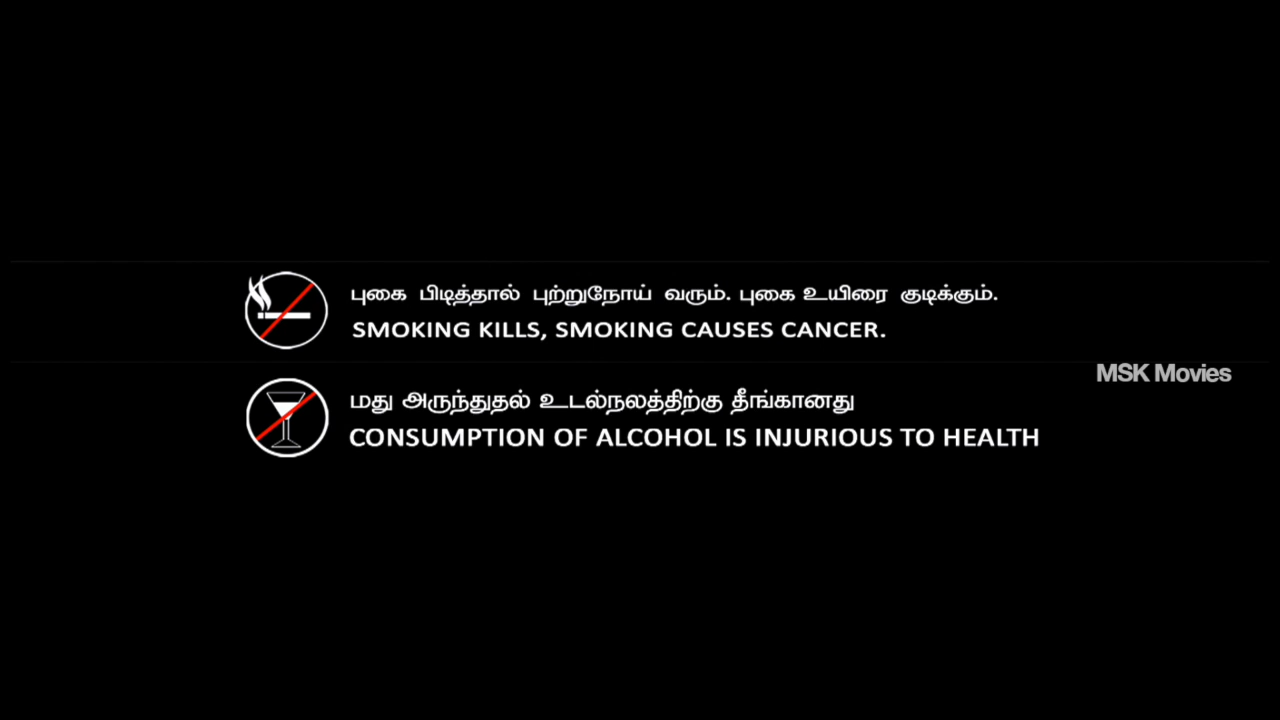 புகை பிடித்தால் புற்றுநோய் வரும். புகை உயிரை குடிக்கும்.
SMOKING KILLS, SMOKING CAUSES CANCER.
MSK Movies
மது அருந்துதல் உடல்நலத்திற்கு தீங்கானது
CONSUMPTION OF ALCOHOL IS INJURIOUS TO HEALTH